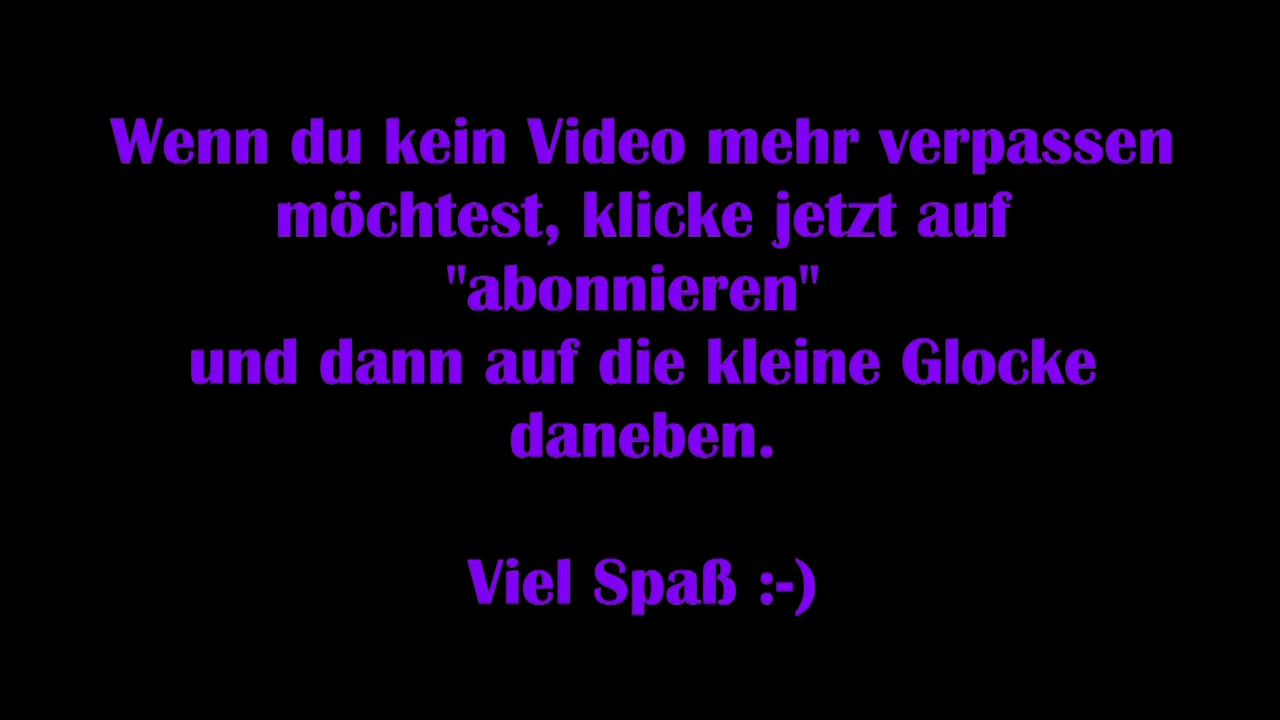 Wenn du kein Video mehr verpassen
möchtest, klicke jetzt auf
"abonnieren"
und dann auf die kleine Glocke
daneben.
Viel Spaß :-)